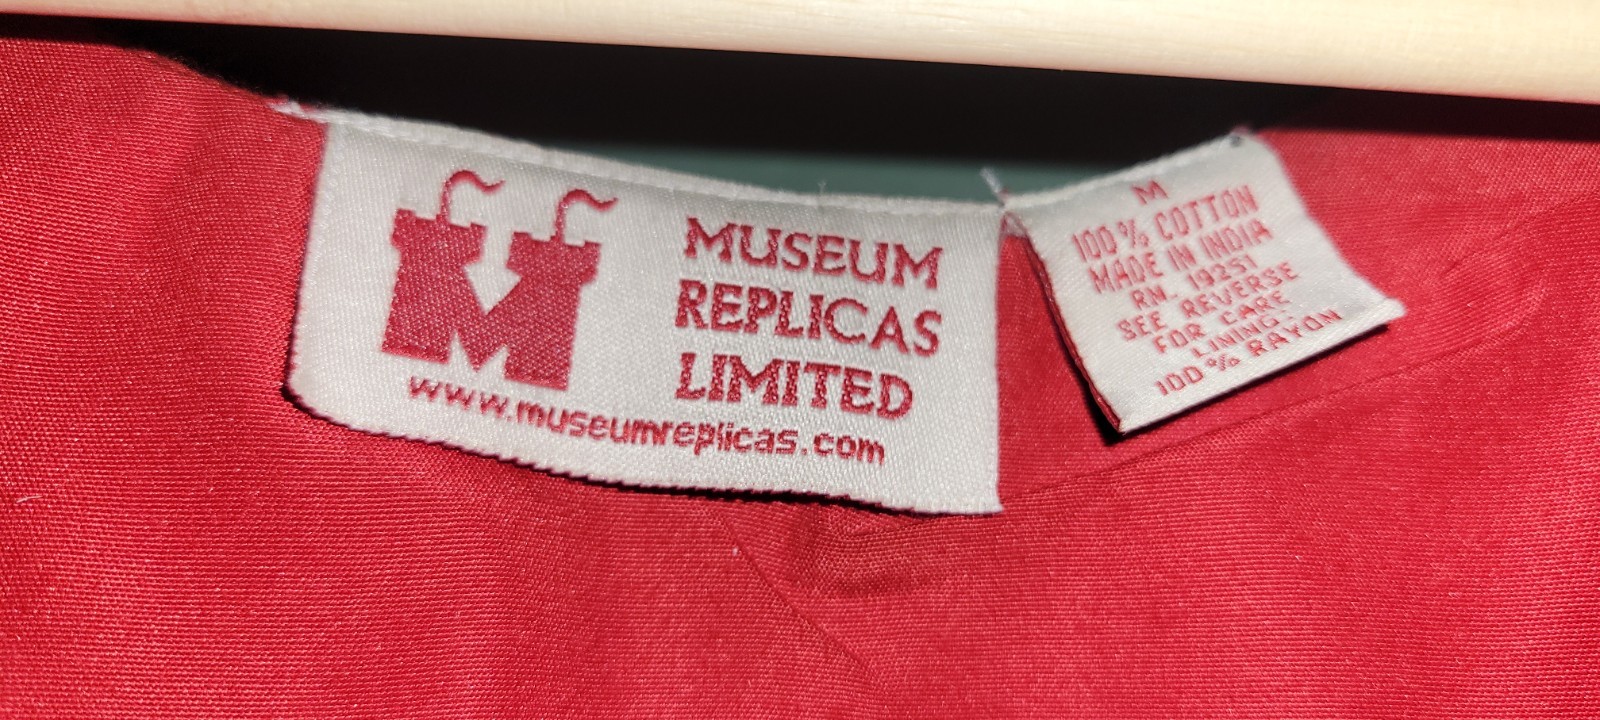 MUSEUM
REPLICAS
LIMITED
www.museumreplicas.com
M
100% COTTON
MADE IN INDIA
RN. 19251
SEE REVERSE
FOR CARE
LINING:
100% RAYON